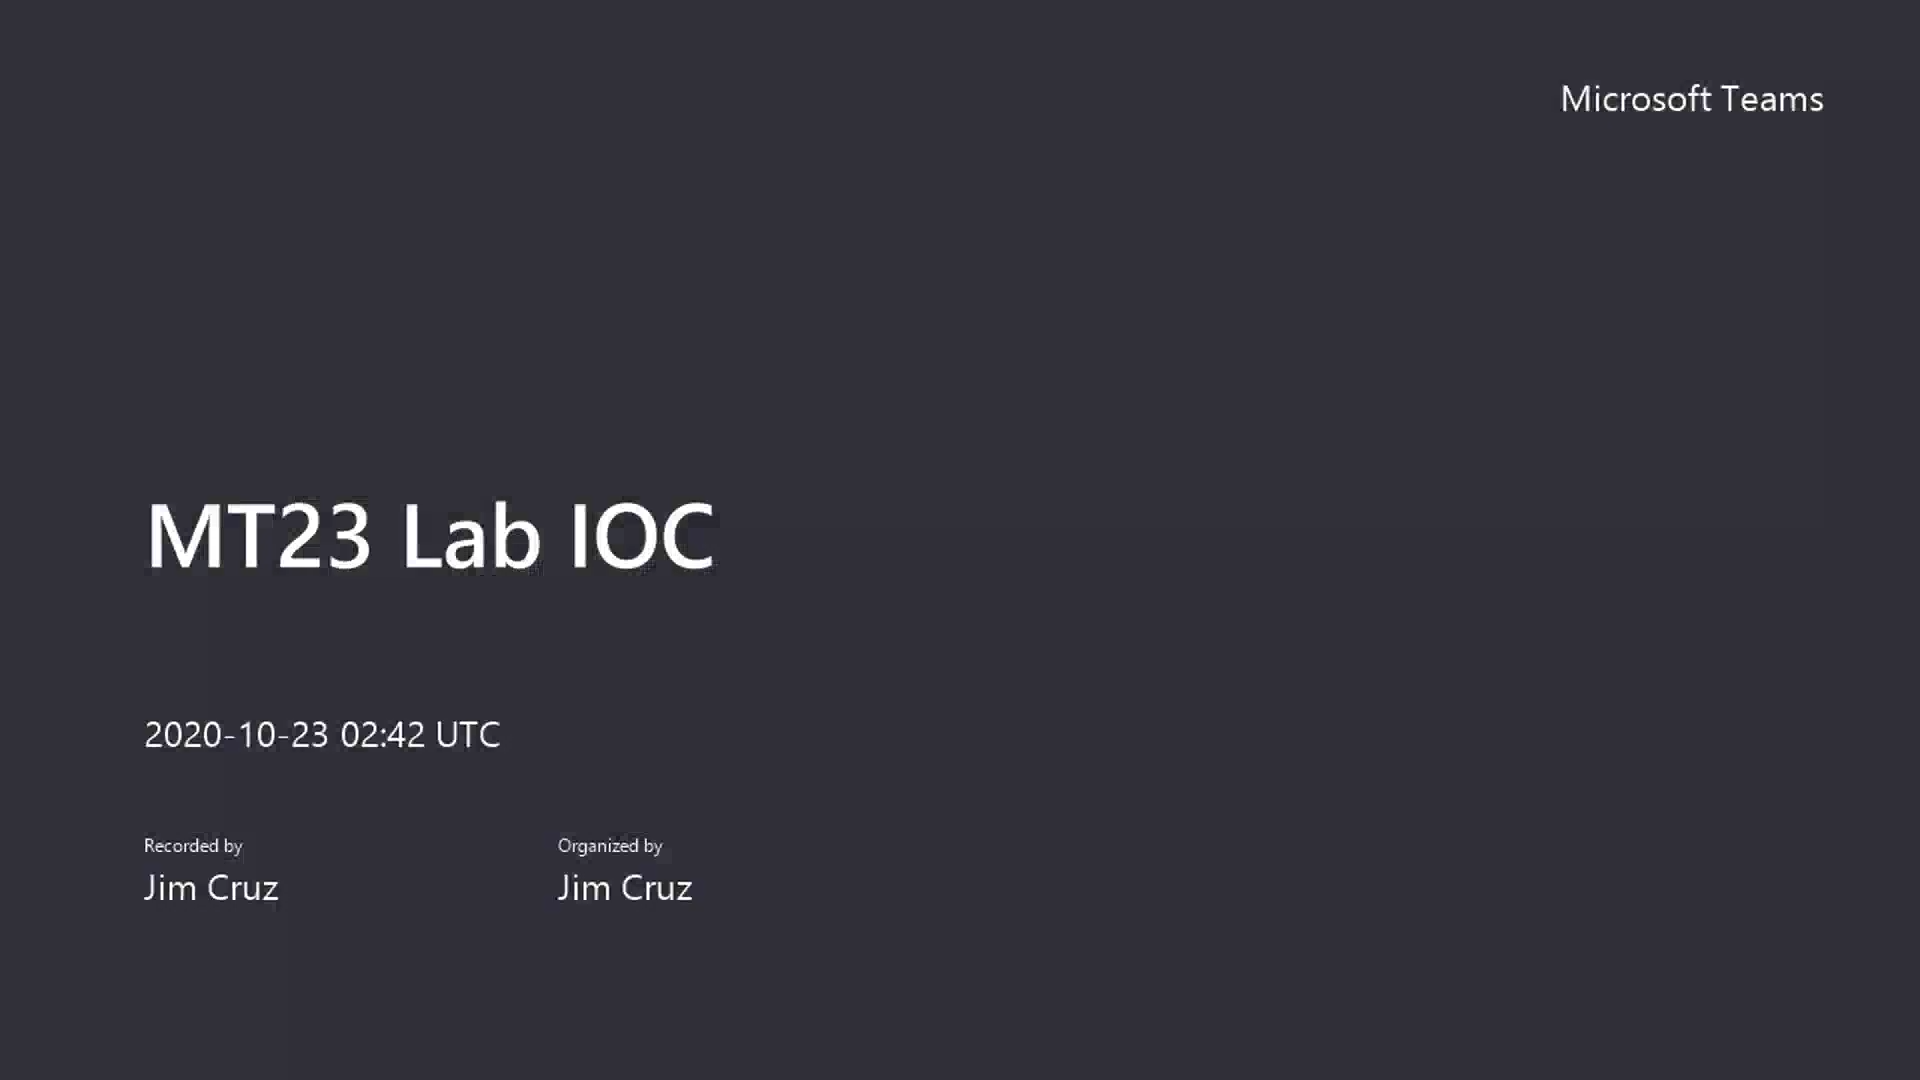 Microsoft Teams
MT23 Lab IOC
2020-10-23 02:42 UTC
Recorded by
Organized by
Jim Cruz
Jim Cruz